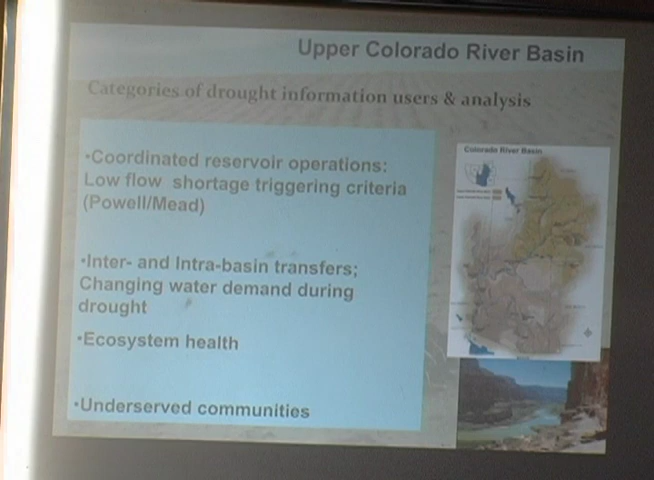 Upper Colorado River Basin
Categories of drought information users & analysis
•Coordinated reservoir operations:
Low flow shortage triggering criteria
(Powell/Mead)
•Inter- and Intra-basin transfers;
Changing water demand during
drought
•Ecosystem health
•Underserved communities
Colorado River Basin